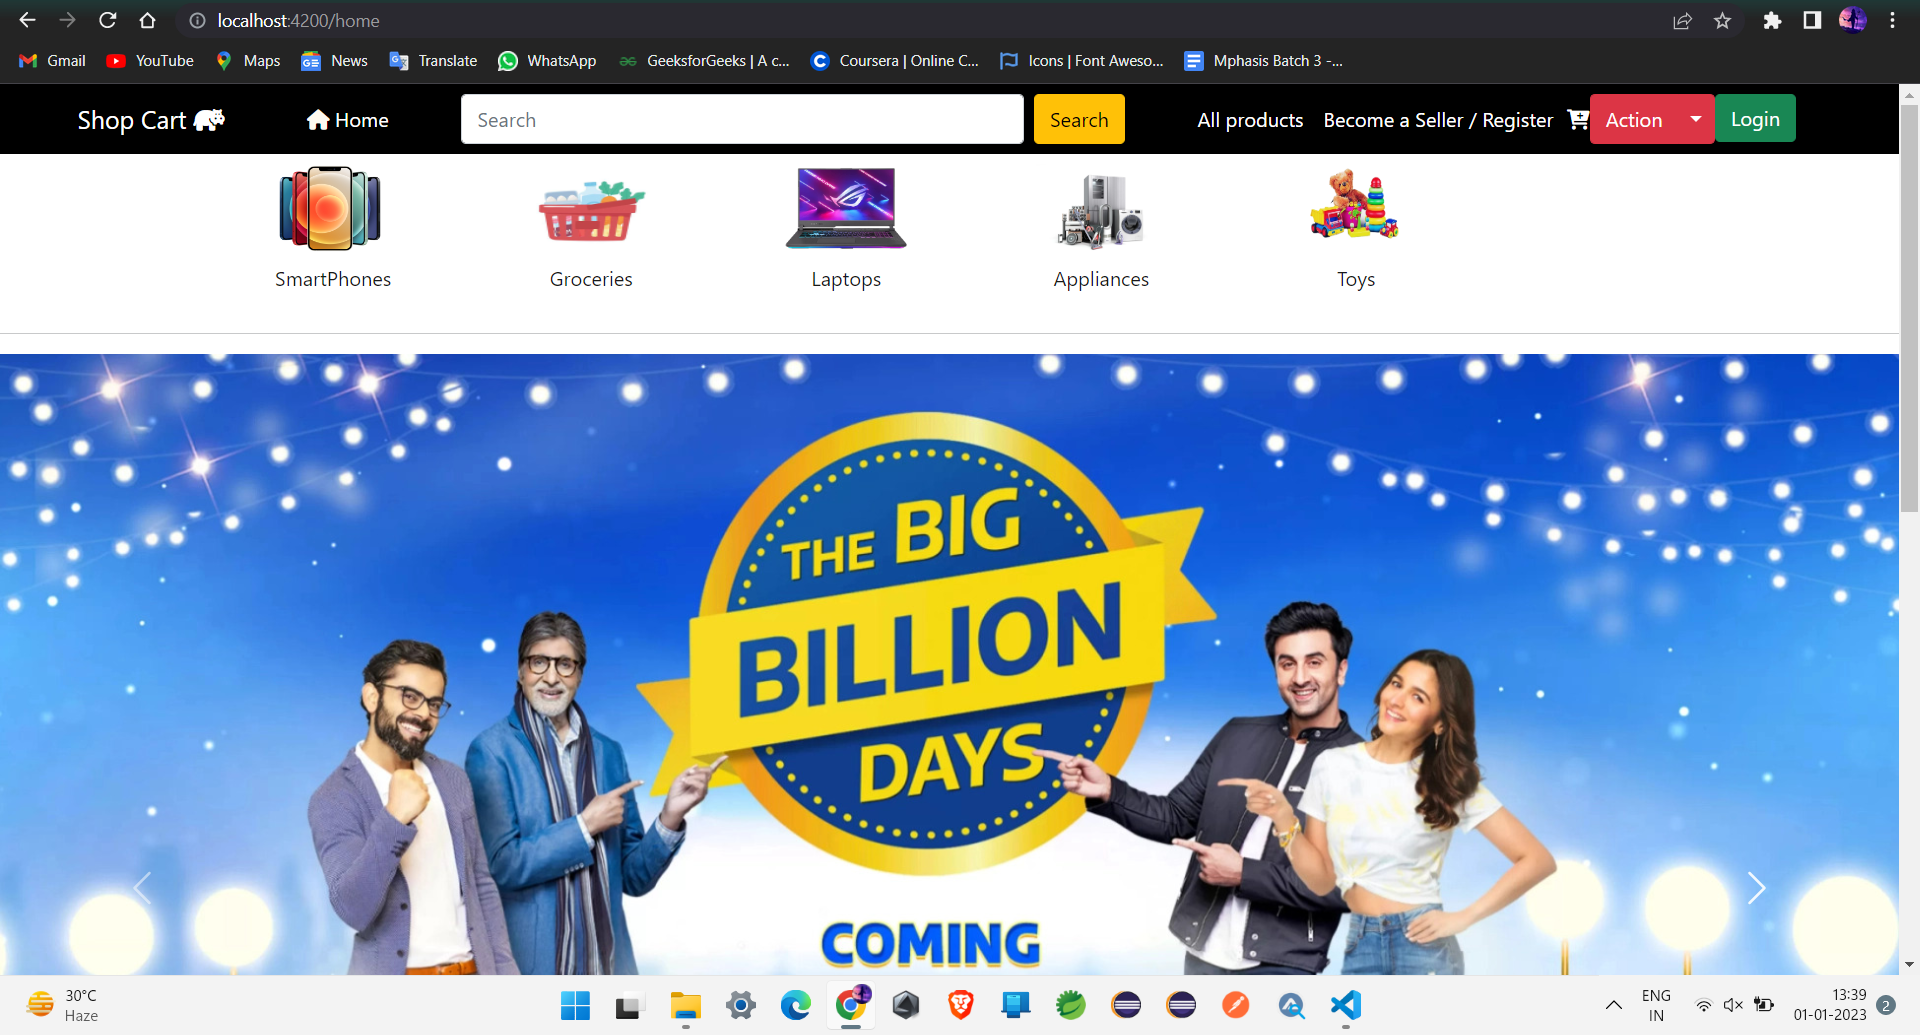 localhost:4200/home
Gmail YouTube Maps News Translate WhatsApp GeeksforGeeks | A c... Coursera | Online C... Icons | Font Aweso... Mphasis Batch 3 -...
Shop Cart Home Search Search All products Become a Seller / Register Action Login
SmartPhones Groceries Laptops Appliances Toys
THE BIG
BILLION
DAYS
COMING
30°C
Haze
ENG
IN
13:39
01-01-2023
2